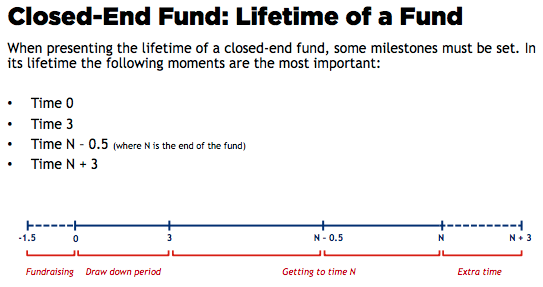 Closed-End Fund: Lifetime of a Fund
When presenting the lifetime of a closed-end fund, some milestones must be set. In
its lifetime the following moments are the most important:
• Time 0
• Time 3
• Time N - 0.5 (where N is the end of the fund)
• Time N + 3
-1.5 0 3 N - 0.5 N N + 3
Fundraising Draw down period Getting to time N Extra time